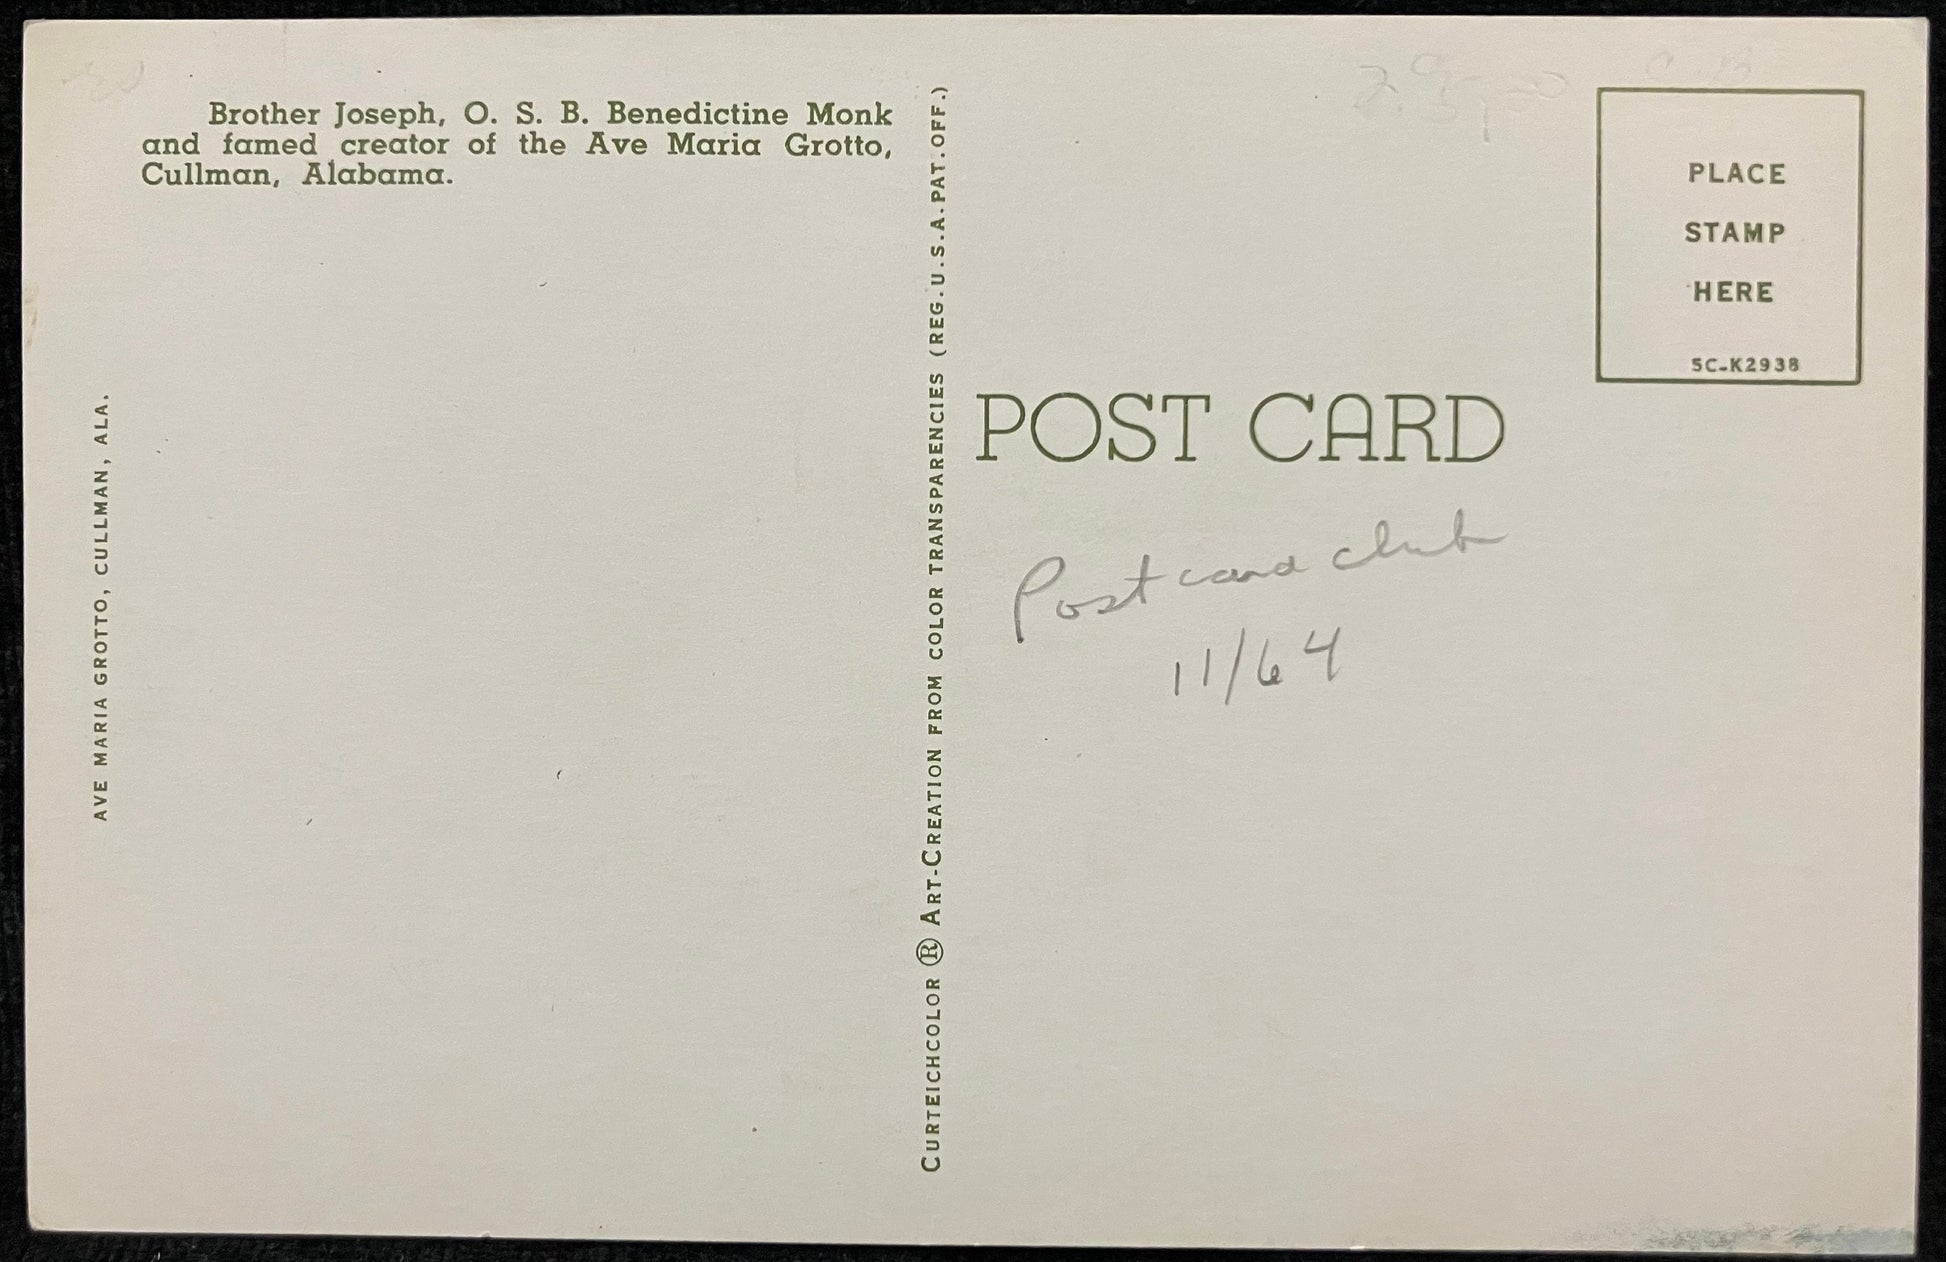 Brother Joseph, O. S. B. Benedictine Monk
and famed creator of the Ave Maria Grotto,
Cullman, Alabama.
AVE MARIA GROTTO, CULLMAN, ALA.
CURTEICHCOLOR ® ART-CREATION FROM COLOR TRANSPARENCIES (REG.U.S.A.PAT.OFF.)
PLACE
STAMP
HERE
5C-K2938
POST CARD
Post card club
11/64